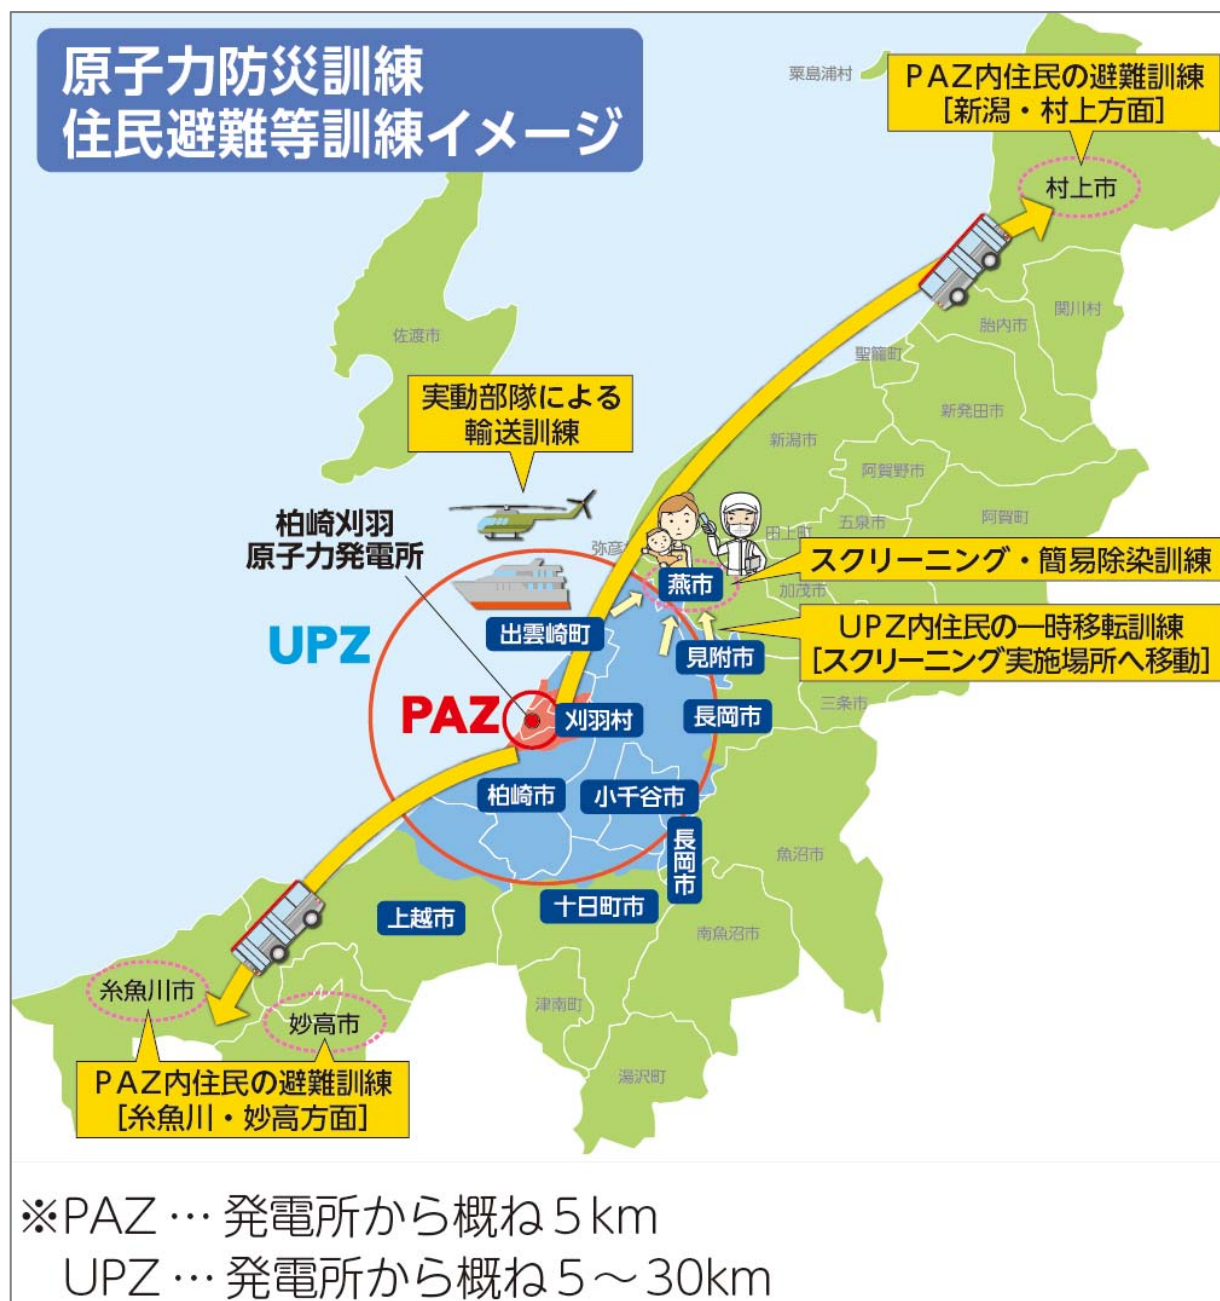 原子力防災訓練
住民避難等訓練イメージ
粟島浦村
PAZ内住民の避難訓練
[新潟・村上方面]
村上市
関川村
胎内市
佐渡市
聖籠町
新発田市
実動部隊による
輸送訓練
新潟市
阿賀野市
柏崎刈羽
原子力発電所
五泉市
阿賀町
田上町
弥彦
スクリーニング・簡易除染訓練
燕市
加茂市
UPZ
出雲崎町
UPZ内住民の一時移転訓練
[スクリーニング実施場所へ移動]
見附市
三条市
PAZ
刈羽村
長岡市
柏崎市
小千谷市
長岡市
魚沼市
上越市
十日町市
南魚沼市
糸魚川市
妙高市
津南町
湯沢町
PAZ内住民の避難訓練
[糸魚川・妙高方面]
※PAZ … 発電所から概ね5km
UPZ … 発電所から概ね5～30km